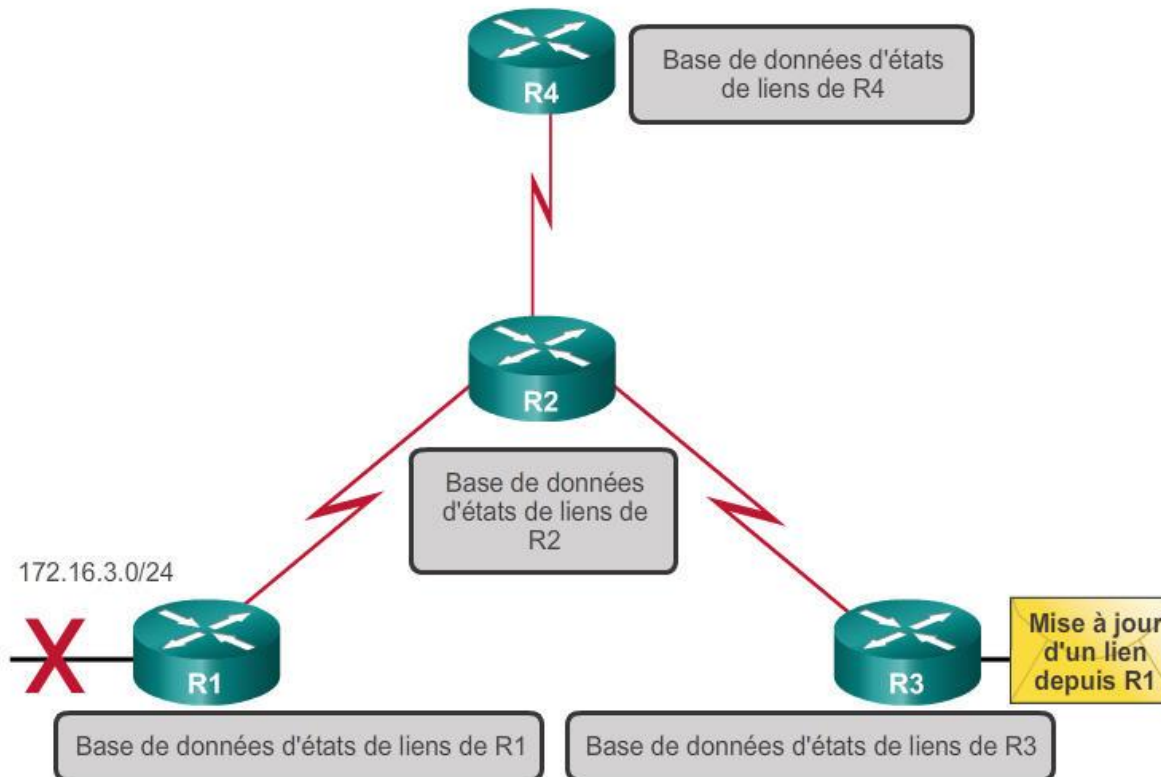 R4
Base de données d'états
de liens de R4
R2
Base de données
d'états de liens de
R2
172.16.3.0/24
R1
R3
Mise à jour
d'un lien
depuis R1
Base de données d'états de liens de R1
Base de données d'états de liens de R3